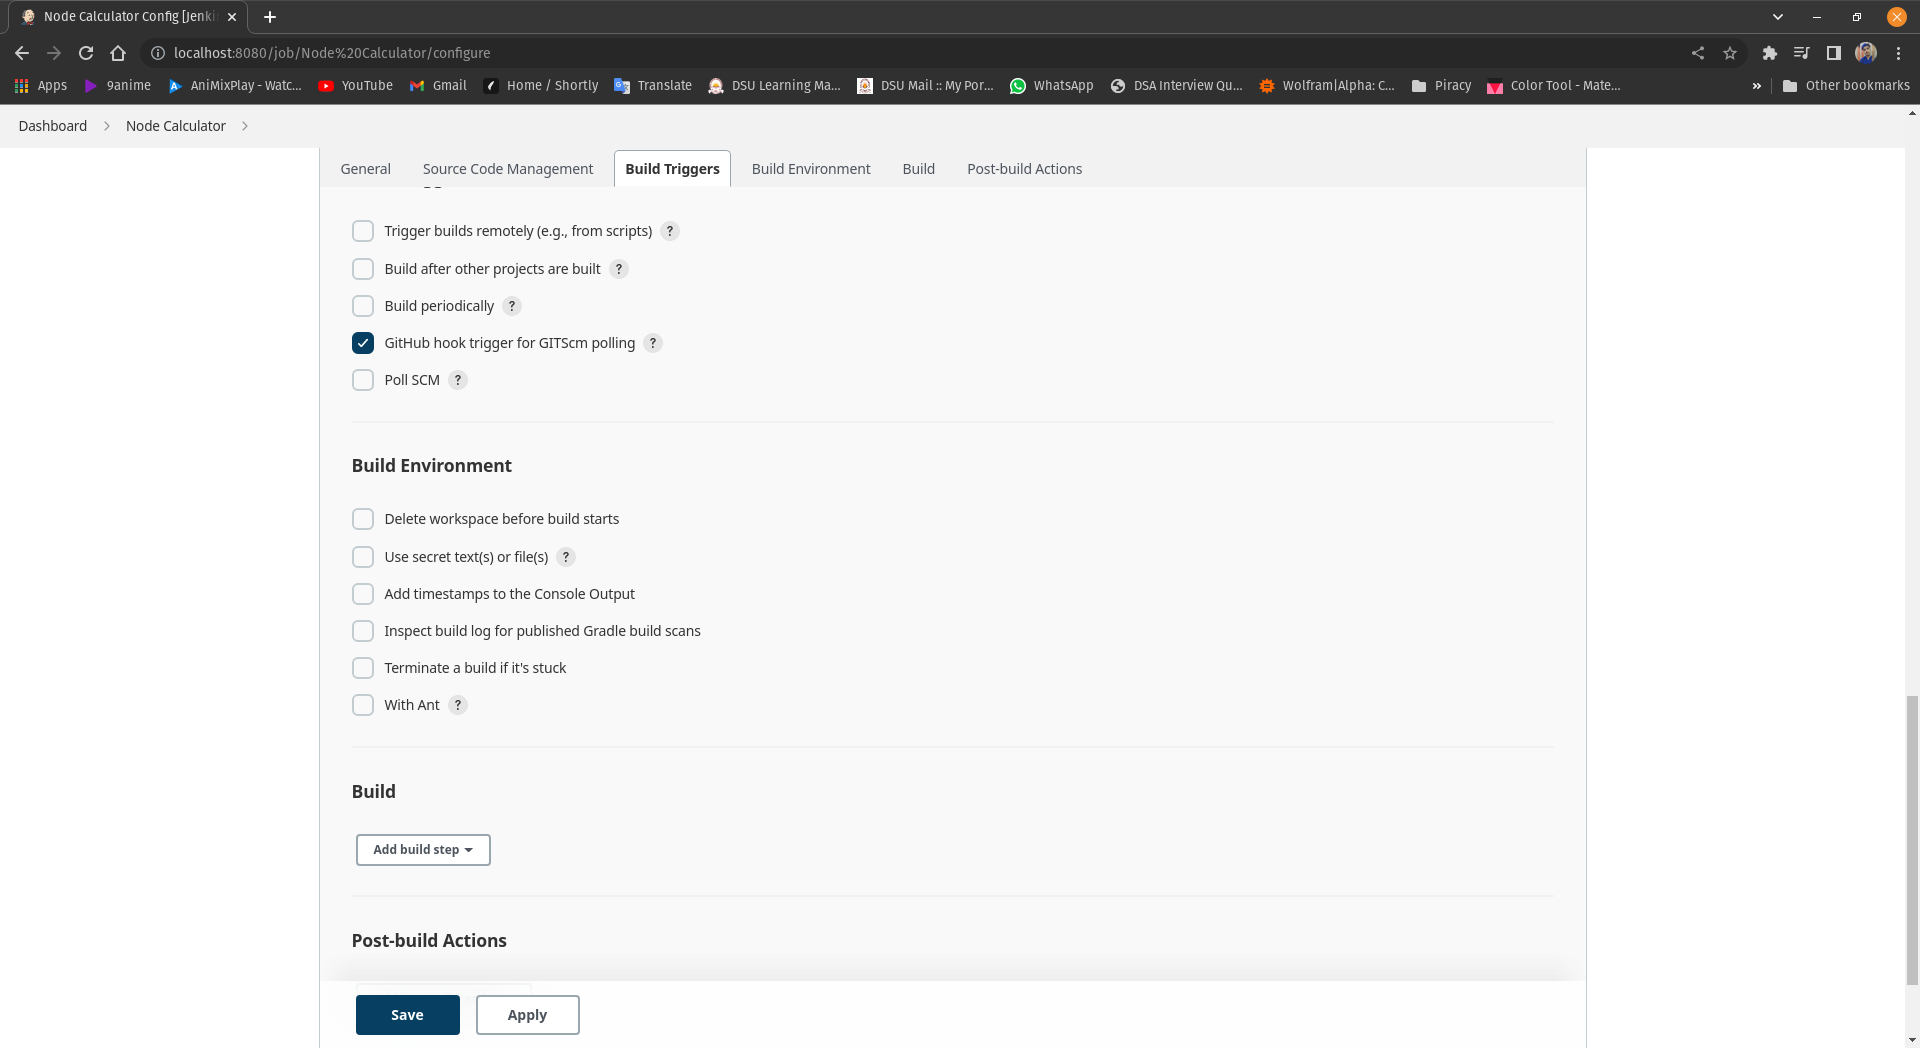 Node Calculator Config [Jenki
localhost:8080/job/Node%20Calculator/configure
Apps
9anime
AniMixPlay - Watc...
YouTube
Gmail
Home / Shortly
Translate
DSU Learning Ma...
DSU Mail :: My Por...
WhatsApp
DSA Interview Qu...
Wolfram|Alpha: C...
Piracy
Color Tool - Mate...
»
Other bookmarks
Dashboard
Node Calculator
General
Source Code Management
Build Triggers
Build Environment
Build
Post-build Actions
Trigger builds remotely (e.g., from scripts) ?
Build after other projects are built ?
Build periodically ?
GitHub hook trigger for GITScm polling ?
Poll SCM ?
Build Environment
Delete workspace before build starts
Use secret text(s) or file(s) ?
Add timestamps to the Console Output
Inspect build log for published Gradle build scans
Terminate a build if it's stuck
With Ant ?
Build
Add build step
Post-build Actions
Save
Apply